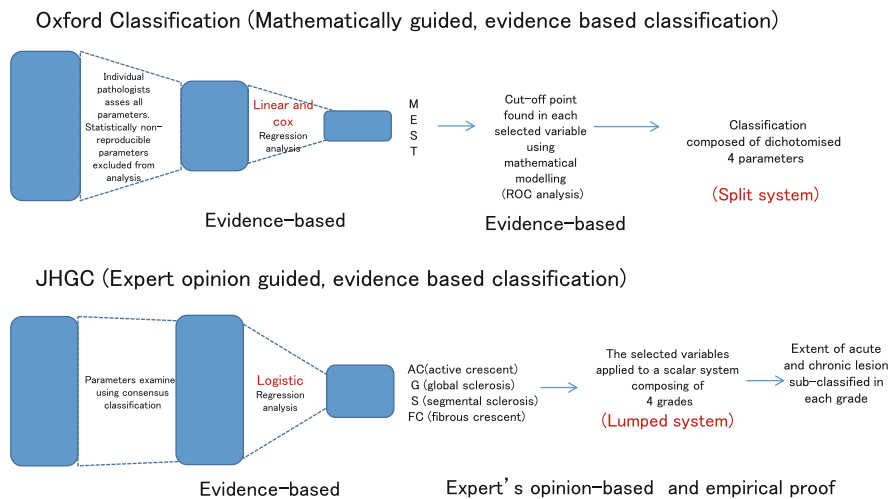 Oxford Classification (Mathematically guided, evidence based classification)
Individual
pathologists
asses all
parameters.
Statistically non-
reproducible
parameters
excluded from
analysis
Linear and
cox
Regression
analysis
M
E
S
T
Cut-off point
found in each
selected variable
using
mathematical
modelling
(ROC analysis)
Classification
composed of dichotomised
4 parameters
(Split system)
Evidence-based
Evidence-based
JHGC (Expert opinion guided, evidence based classification)
Parameters examine
using consensus
classification
Logistic
Regression
analysis
AC(active crescent)
G (global sclerosis)
S (segmental sclerosis)
FC (fibrous crescent)
The selected variables
applied to a scalar system
composing of
4 grades
(Lumped system)
Extent of acute
and chronic lesion
sub-classified in
each grade
Evidence-based
Expert's opinion-based and empirical proof